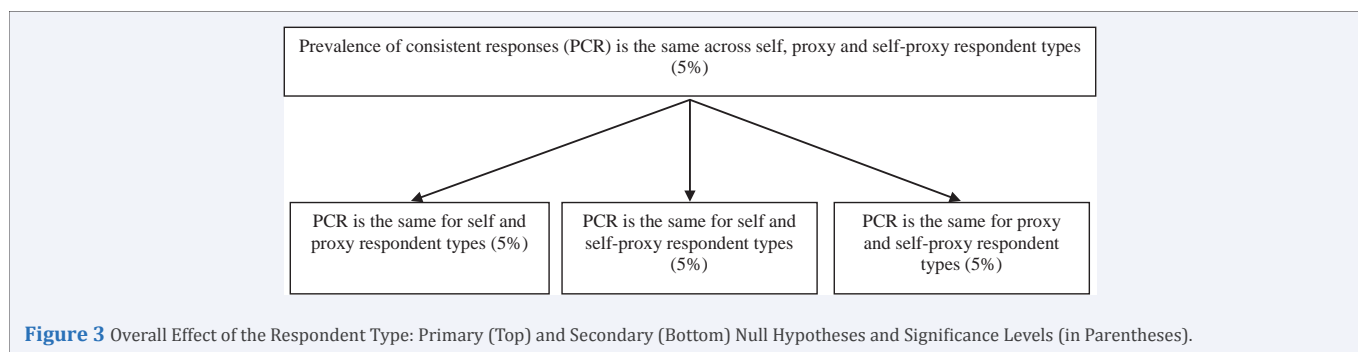 Prevalence of consistent responses (PCR) is the same across self, proxy and self-proxy respondent types
(5%)
PCR is the same for self and
proxy respondent types (5%)
PCR is the same for self and
self-proxy respondent types
(5%)
PCR is the same for proxy
and self-proxy respondent
types (5%)
Figure 3 Overall Effect of the Respondent Type: Primary (Top) and Secondary (Bottom) Null Hypotheses and Significance Levels (in Parentheses).